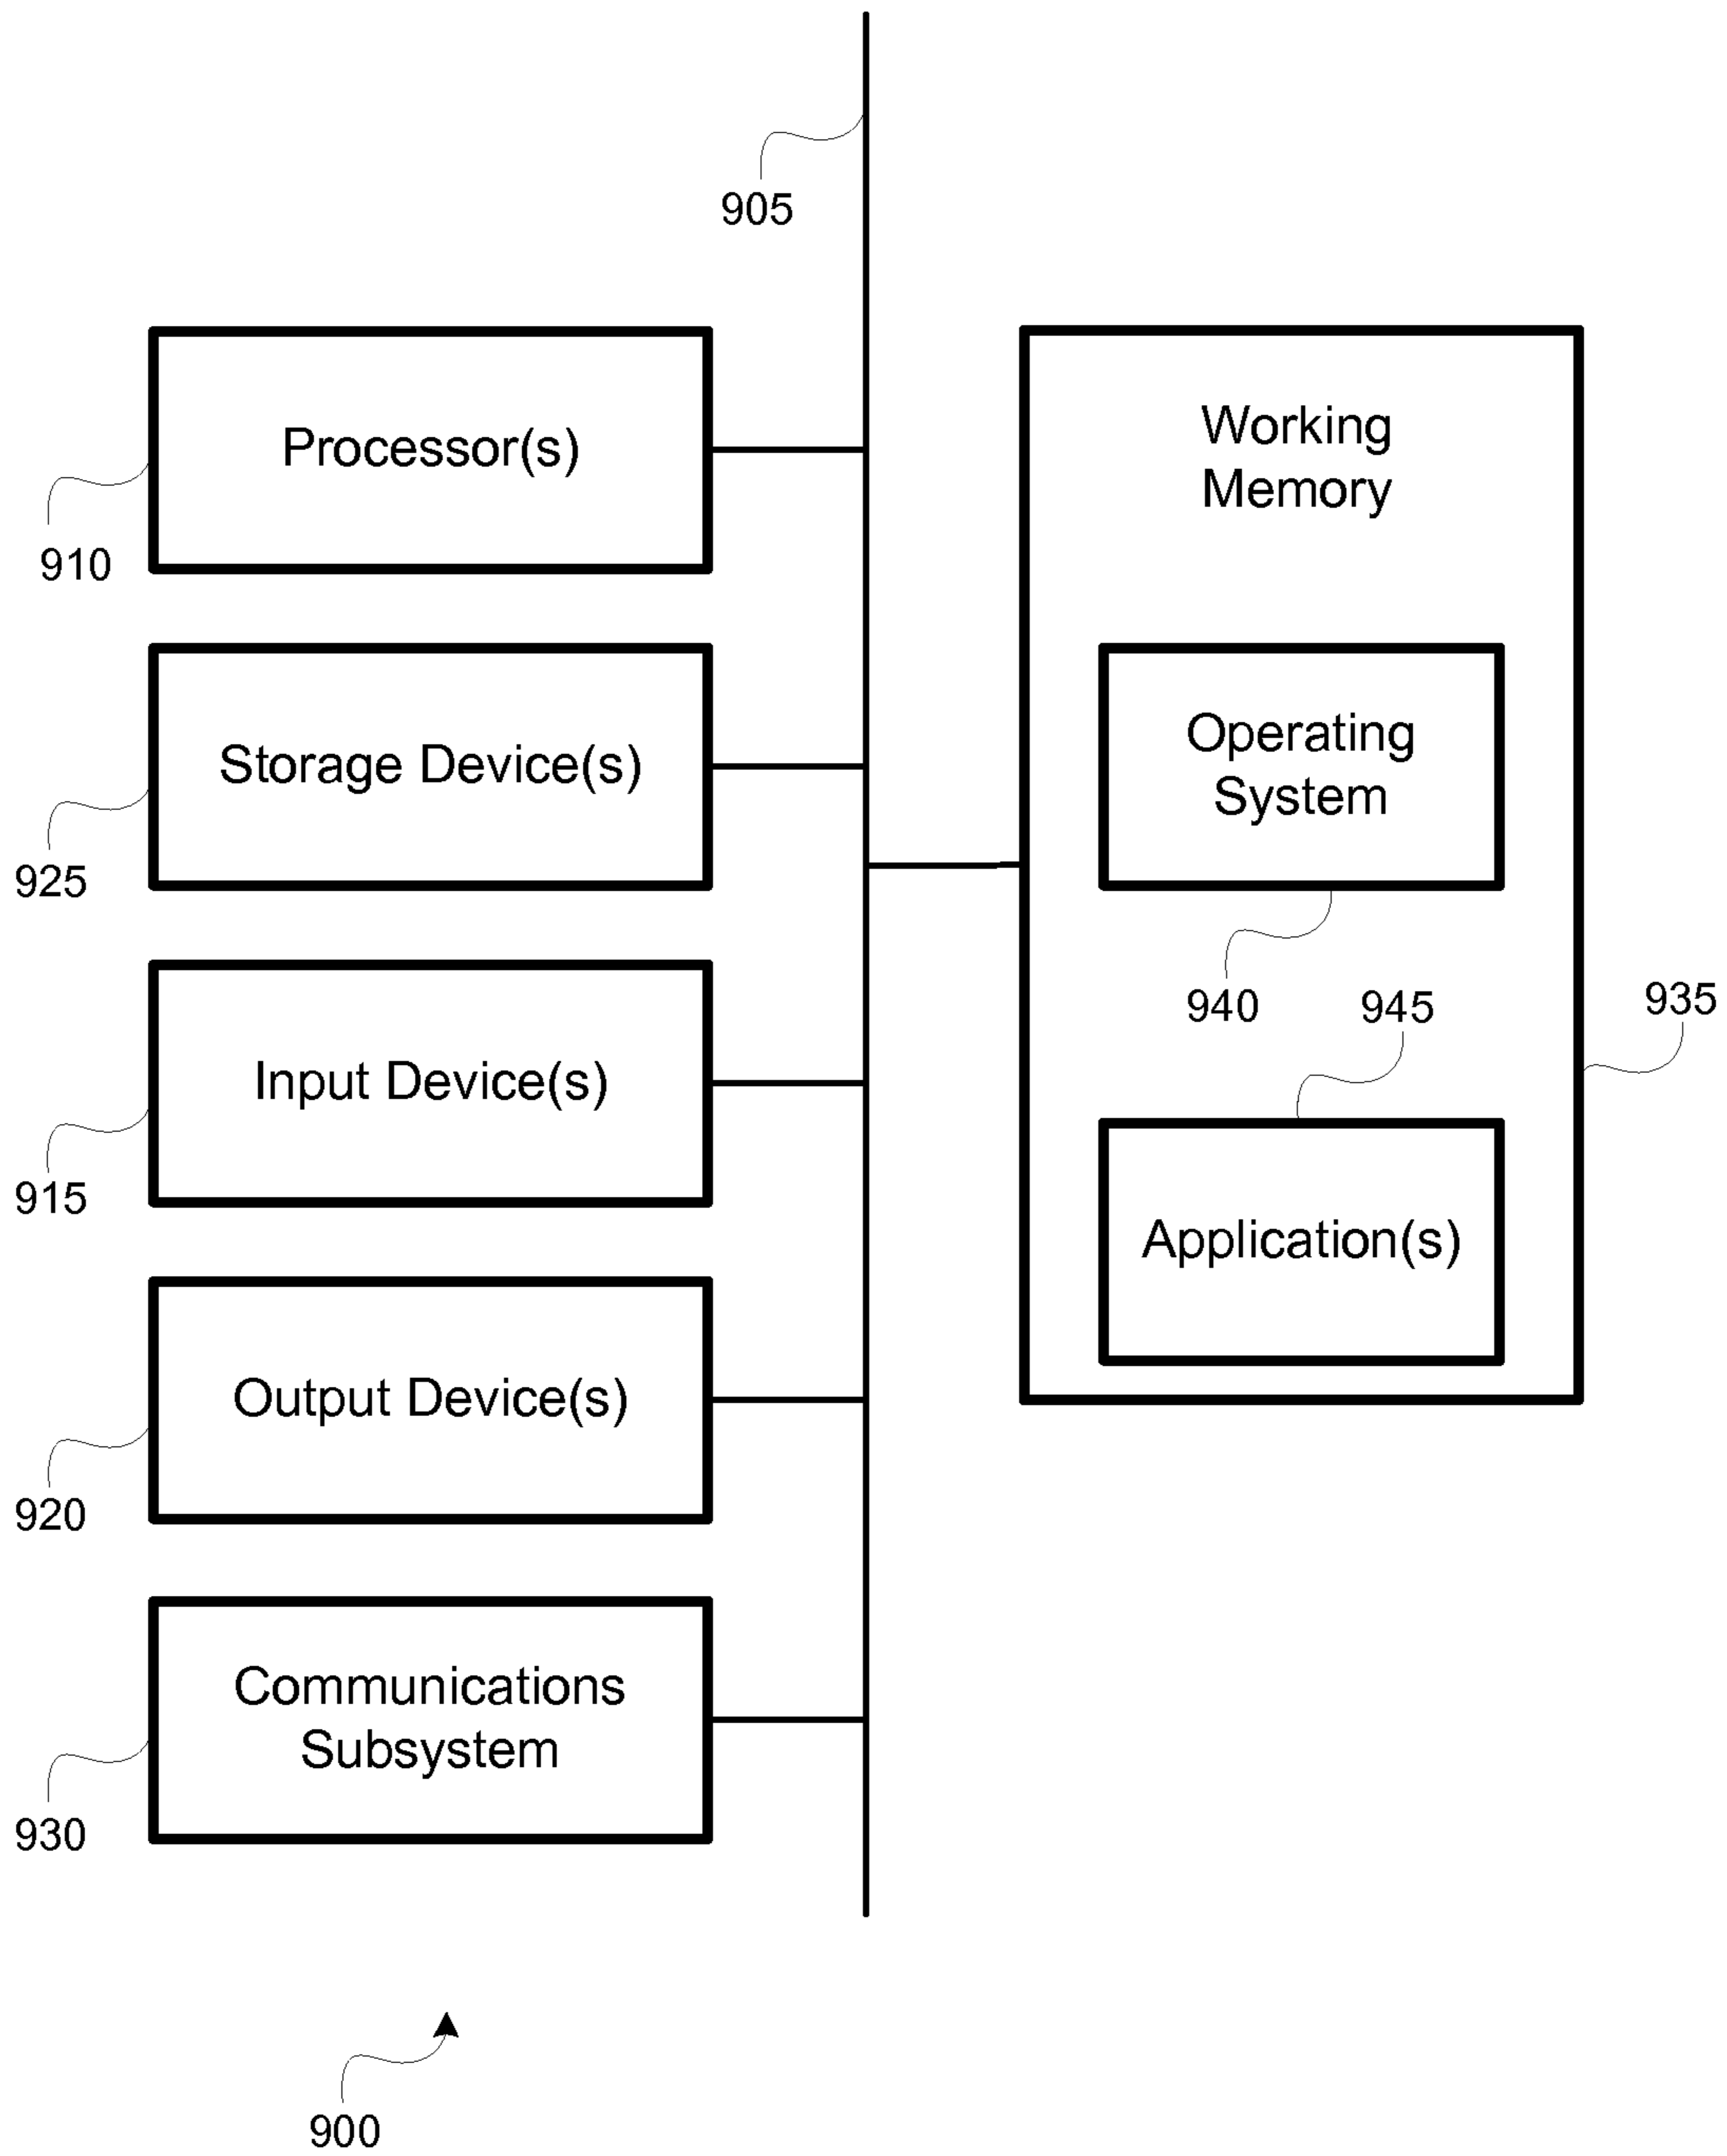 905
Processor(s)
910
Storage Device(s)
925
Input Device(s)
915
Output Device(s)
920
Communications
Subsystem
930
Working
Memory
Operating
System
940
945
935
Application(s)
900